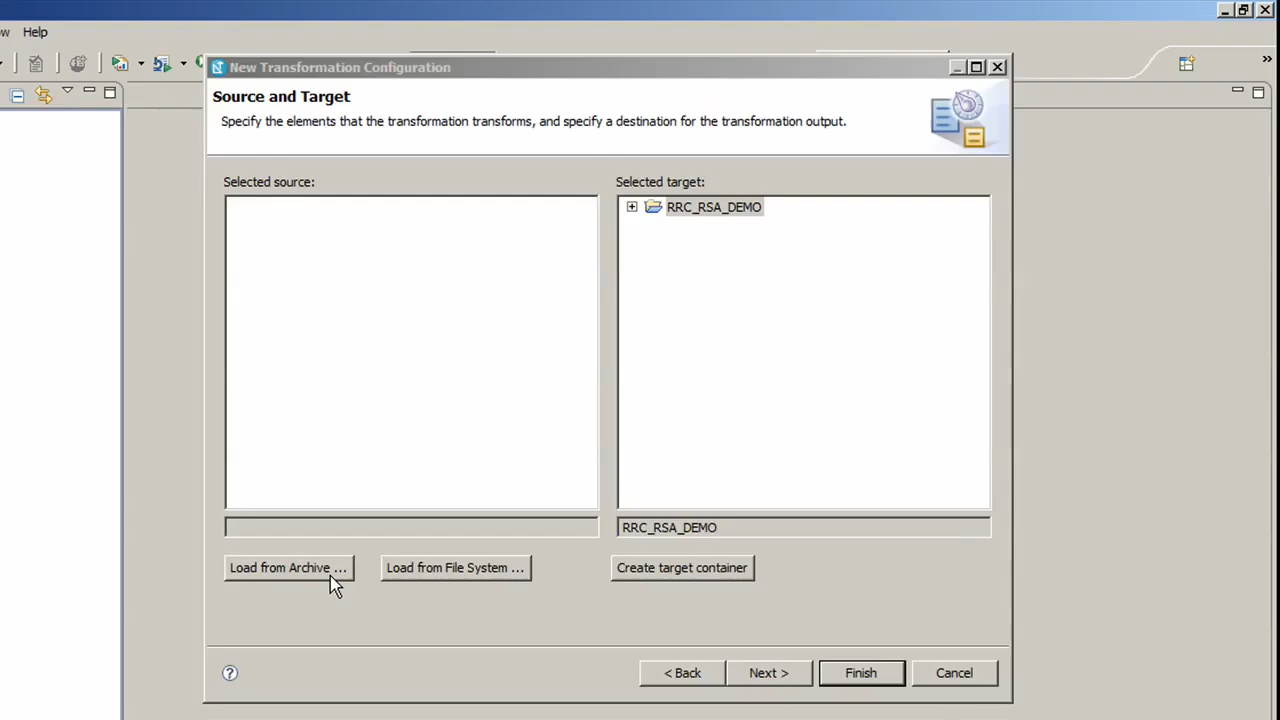 Help
New Transformation Configuration
Source and Target
Specify the elements that the transformation transforms, and specify a destination for the transformation output.
Selected source:
Selected target:
RRC_RSA_DEMO
RRC_RSA_DEMO
Load from Archive ...
Load from File System ...
Create target container
< Back
Next >
Finish
Cancel